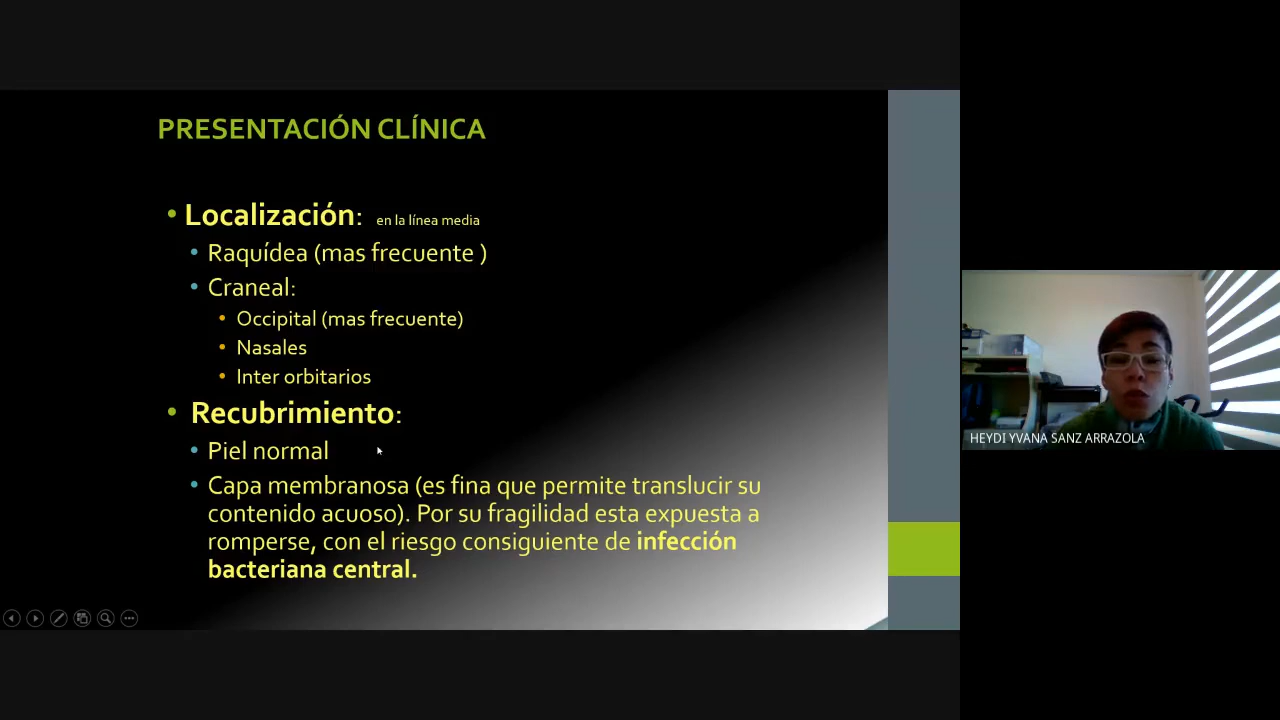 PRESENTACIÓN CLÍNICA
• Localización: en la línea media
• Raquídea (mas frecuente )
• Craneal:
• Occipital (mas frecuente)
• Nasales
• Inter orbitarios
• Recubrimiento:
• Piel normal
• Capa membranosa (es fina que permite translucir su
contenido acuoso). Por su fragilidad esta expuesta a
romperse, con el riesgo consiguiente de infección
bacteriana central.
HEYDI YVANA SANZ ARRAZOLA